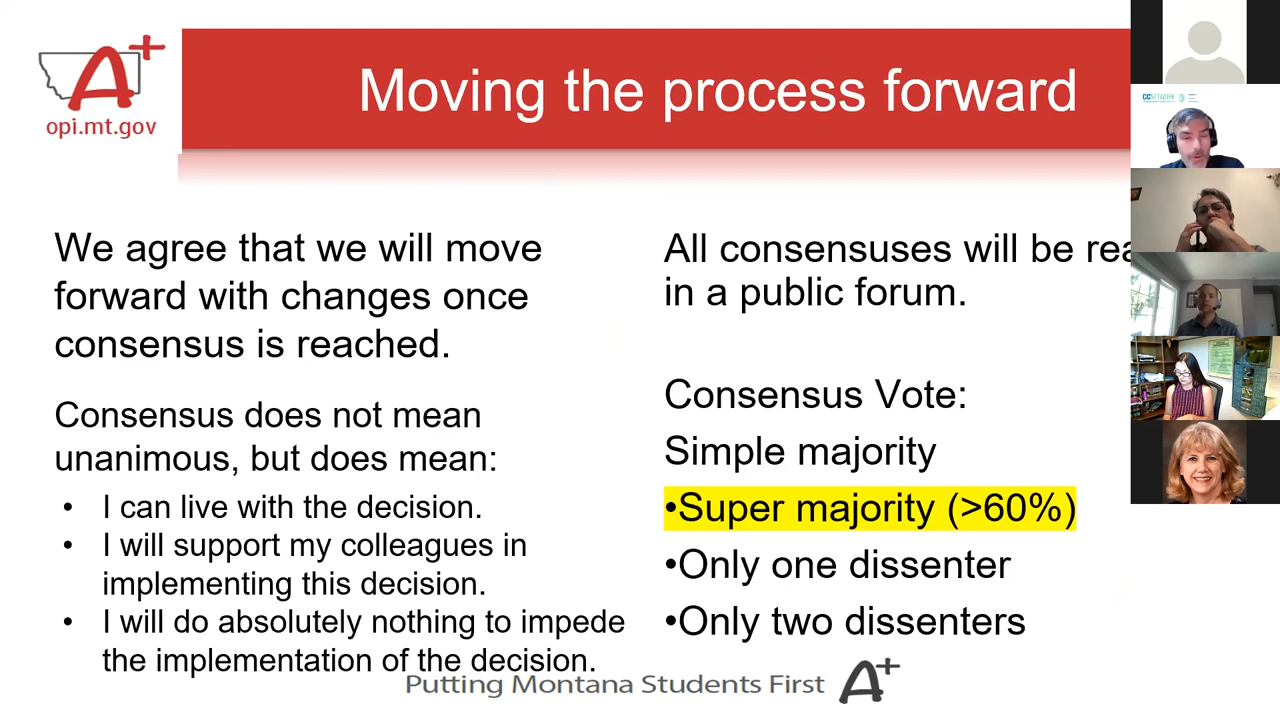 A+
opi.mt.gov
Moving the process forward
CCNETWORK
We agree that we will move
forward with changes once
consensus is reached.
Consensus does not mean
unanimous, but does mean:
• I can live with the decision.
• I will support my colleagues in
implementing this decision.
• I will do absolutely nothing to impede
the implementation of the decision.
All consensuses will be rea
in a public forum.
Consensus Vote:
Simple majority
•Super majority (>60%)
•Only one dissenter
•Only two dissenters
Putting Montana Students First A+